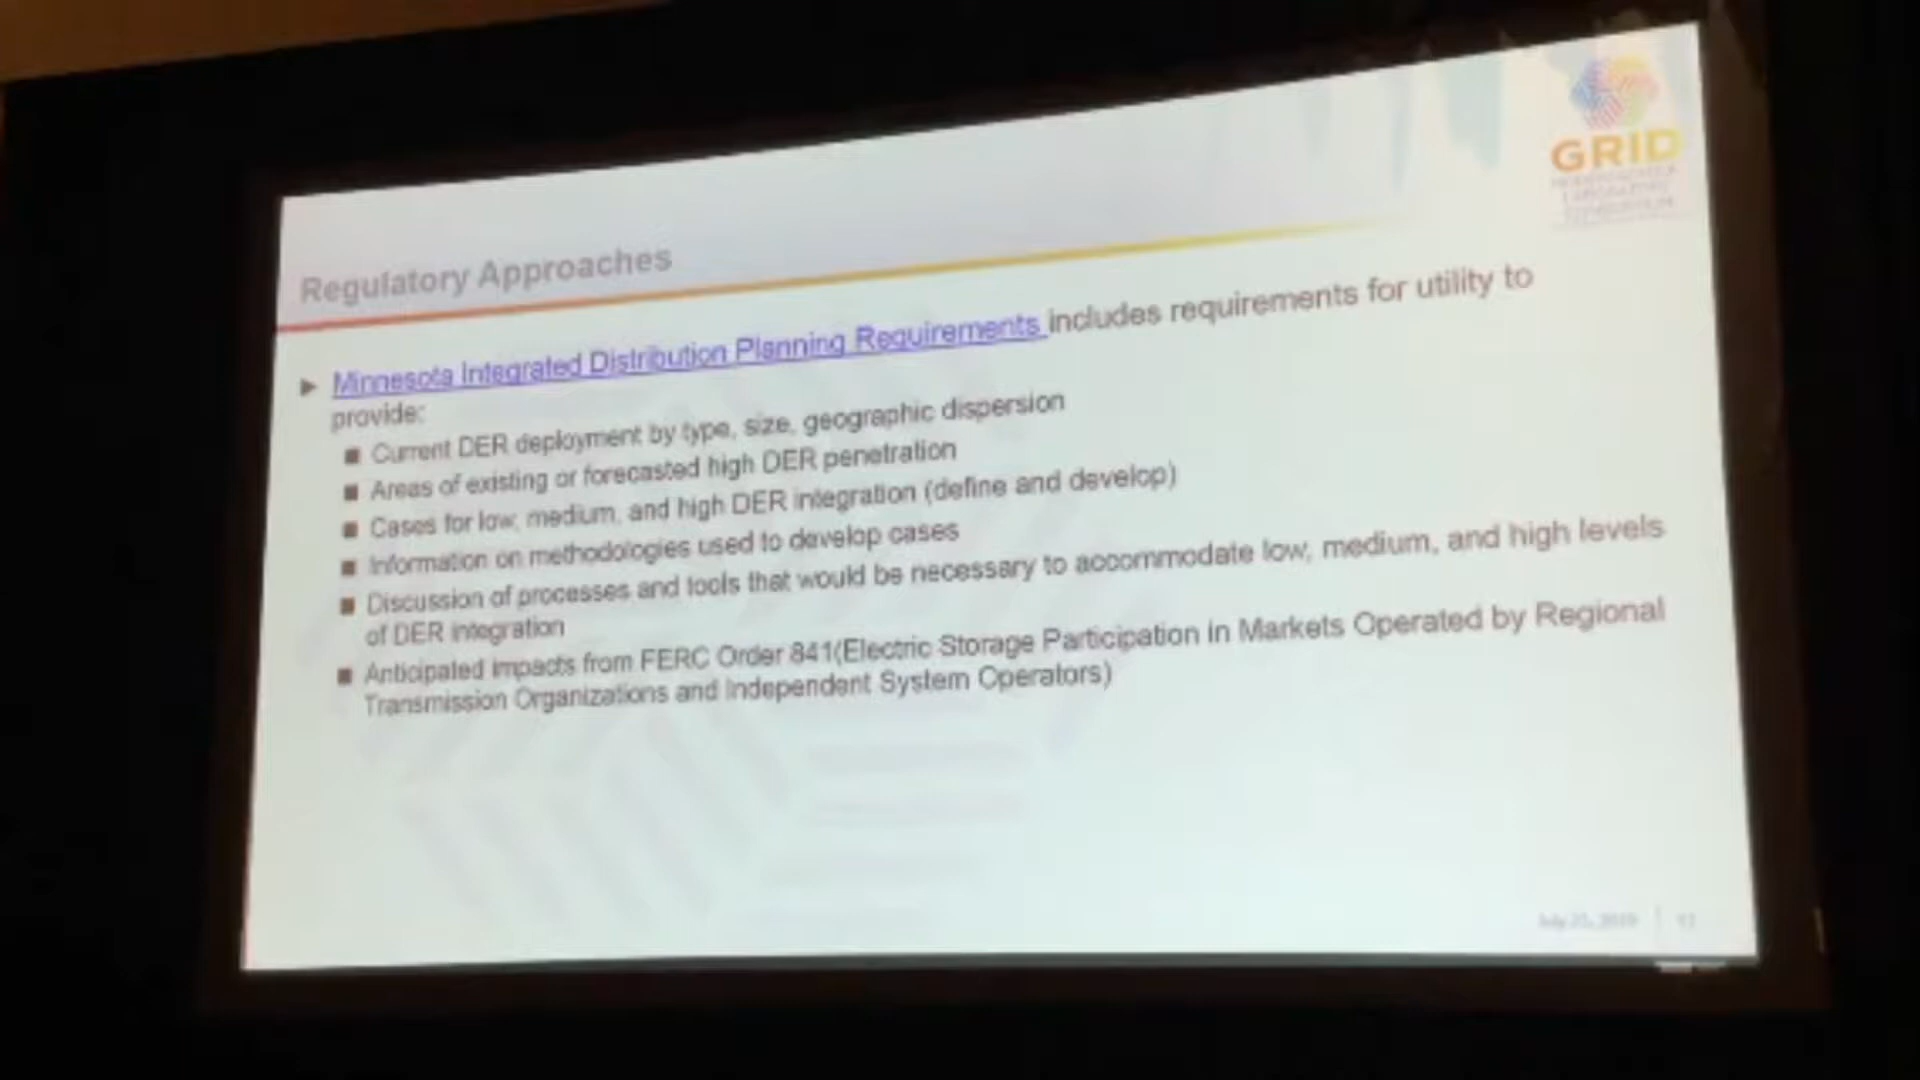 GRID
Regulatory Approaches
► Minnesota Integrated Distribution Planning Requirements includes requirements for utility to
provide:
■ Current DER deployment by type, size, geographic dispersion
■ Areas of existing or forecasted high DER penetration
■ Cases for low, medium, and high DER integration (define and develop)
■ Information on methodologies used to develop cases
■ Discussion of processes and tools that would be necessary to accommodate low, medium, and high levels
of DER integration
■ Anticipated impacts from FERC Order 841(Electric Storage Participation in Markets Operated by Regional
Transmission Organizations and Independent System Operators)